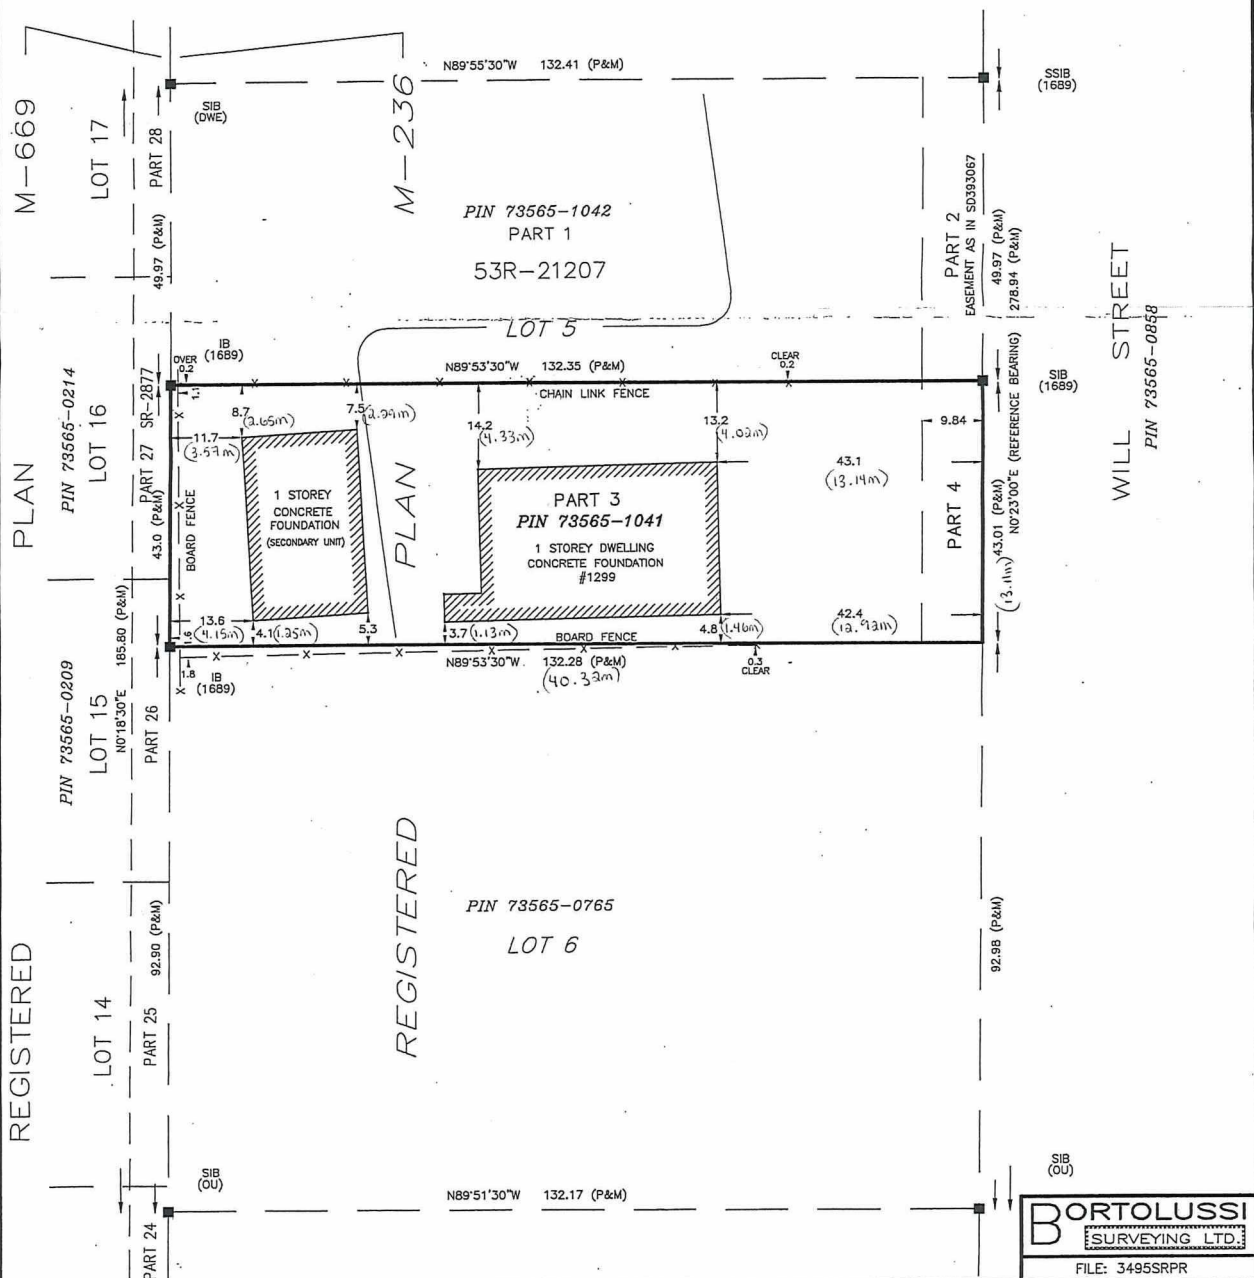 N89°55'30"W 132.41 (P&M)
SIB
(DWE)
SSIB
(1689)
M-669
LOT 17
PART 28
49.97 (P&M)
M-236
PIN 73565-1042
PART 1
53R-21207
LOT 5
PART 2
EASEMENT AS IN SD393067
49.97 (P&M)
278.94 (P&M)
WILL STREET
PIN 73565-0858
OVER
0.2
IB
(1689)
N89°53'30"W 132.35 (P&M)
CHAIN LINK FENCE
CLEAR
0.2
SIB
(1689)
PLAN
PIN 73565-0214
LOT 16
SR-2877
PART 27
43.0 (P&M)
BOARD FENCE
1.1
8.7
(2.65m)
7.5
(2.29m)
11.7
(3.57m)
14.2
(4.33m)
13.2
(4.02m)
9.84
43.1
(13.14m)
1 STOREY
CONCRETE
FOUNDATION
(SECONDARY UNIT)
PLAN
PART 3
PIN 73565-1041
1 STOREY DWELLING
CONCRETE FOUNDATION
#1299
PART 4
43.01 (P&M)
N0°23'00"E (REFERENCE BEARING)
(13.11m)
13.6
(4.15m)
1.6
4.1 (1.25m)
5.3
3.7 (1.13m)
BOARD FENCE
4.8 (1.46m)
42.4
(12.92m)
1.8
IB
(1689)
N89°53'30"W 132.28 (P&M)
(40.32m)
0.3
CLEAR
PIN 73565-0209
LOT 15
N0°18'30"E 185.80 (P&M)
PART 26
REGISTERED
PIN 73565-0765
LOT 6
REGISTERED
LOT 14
PART 25
92.90 (P&M)
92.98 (P&M)
SIB
(OU)
SIB
(OU)
N89°51'30"W 132.17 (P&M)
PART 24
BORTOLUSSI
SURVEYING LTD.
FILE: 3495SRPR